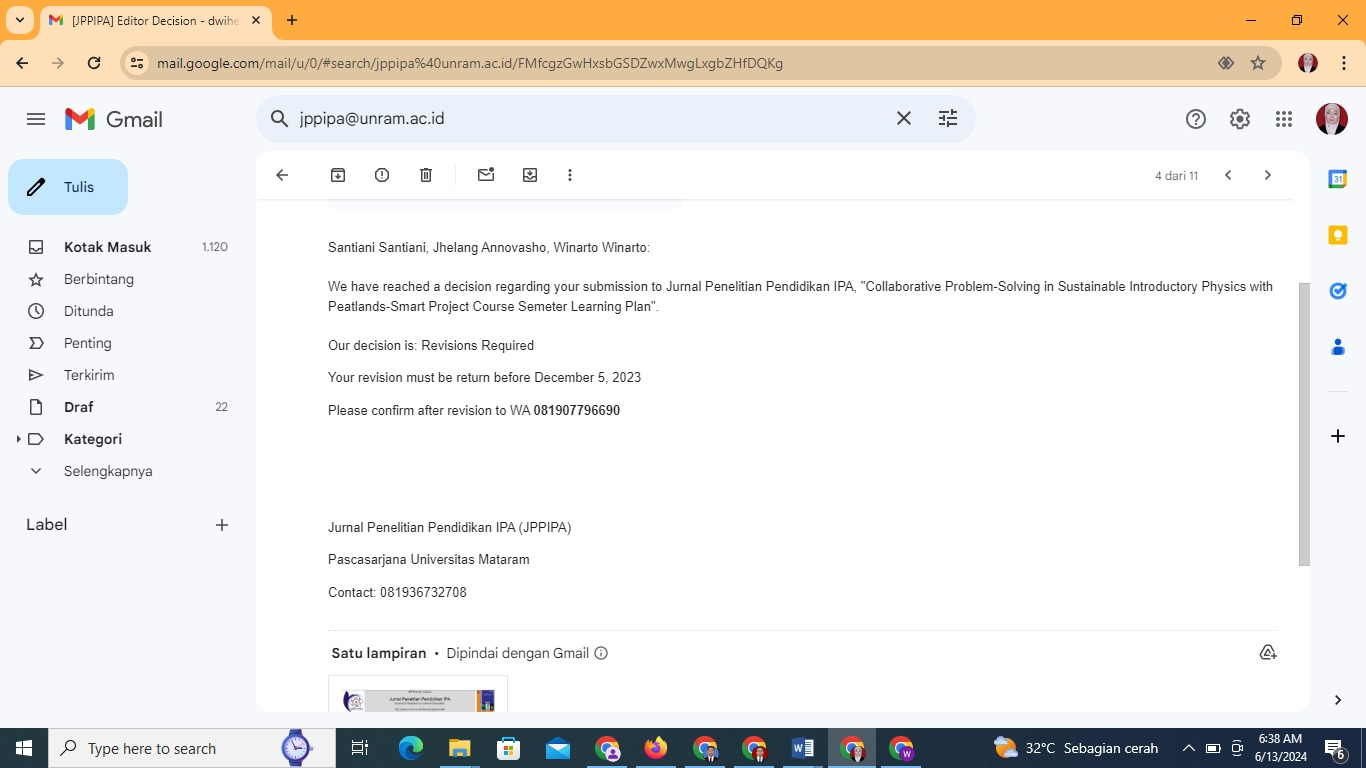 [JPPIPA] Editor Decision - dwihe
mail.google.com/mail/u/0/#search/jppipa%40unram.ac.id/FMfcgzGwHxsbGSDZwxMwgLxgbZHfDQKg
Gmail
jppipa@unram.ac.id
Tulis
4 dari 11
31
Kotak Masuk 1.120
Berbintang
Ditunda
Penting
Terkirim
Draf 22
Kategori
Selengkapnya
Label
Santiani Santiani, Jhelang Annovasho, Winarto Winarto:
We have reached a decision regarding your submission to Jurnal Penelitian Pendidikan IPA, "Collaborative Problem-Solving in Sustainable Introductory Physics with
Peatlands-Smart Project Course Semeter Learning Plan".
Our decision is: Revisions Required
Your revision must be return before December 5, 2023
Please confirm after revision to WA 081907796690
Jurnal Penelitian Pendidikan IPA (JPPIPA)
Pascasarjana Universitas Mataram
Contact: 081936732708
Satu lampiran • Dipindai dengan Gmail
Jurnal Penelitian Pendidikan IPA
Type here to search
W
W
32°C Sebagian cerah
6:38 AM
6/13/2024
6